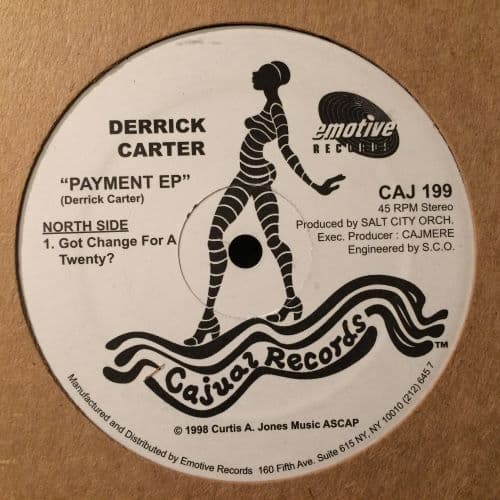 DERRICK
CARTER
"PAYMENT EP"
(Derrick Carter)
NORTH SIDE
1. Got Change For A
Twenty?
emotive
RECORDS
CAJ 199
45 RPM Stereo
Produced by SALT CITY ORCH.
Exec. Producer : CAJMERE
Engineered by S.C.O.
Cajual Records TM
© 1998 Curtis A. Jones Music ASCAP
Manufactured and Distributed by Emotive Records 160 Fifth Ave. Suite 615 NY, NY 10010 (212) 645 7